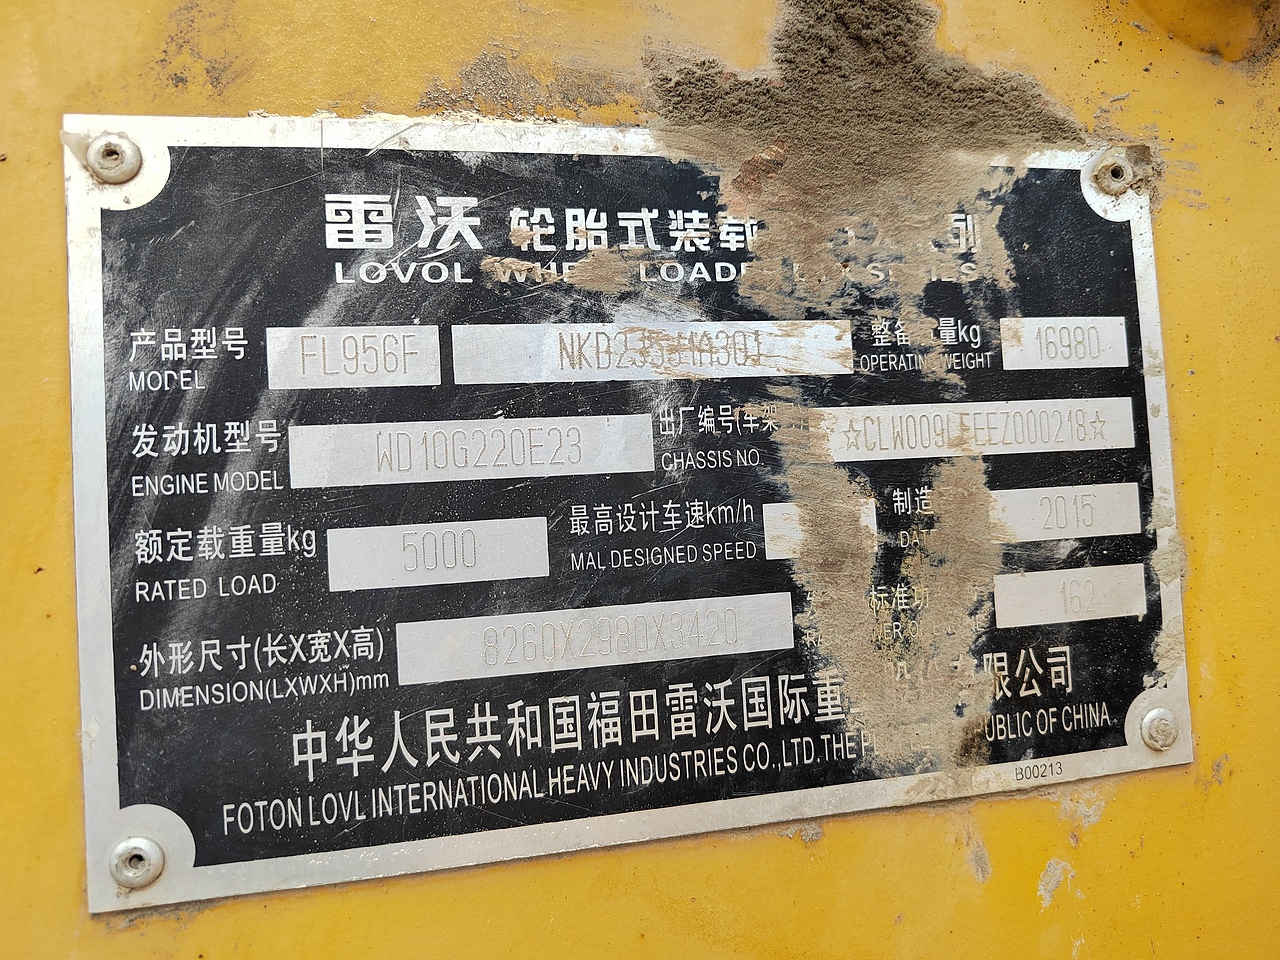 雷沃 轮胎式装载 列
LOVOL WHE LOADE
产品型号 FL956F 整备 量kg 16980
MODEL OPERATING WEIGHT
发动机型号 WD10G220E23 出厂编号(车架
ENGINE MODEL CHASSIS NO.
额定载重量kg 5000 最高设计车速km/h 制造 2015
RATED LOAD MAL DESIGNED SPEED
外形尺寸(长X宽X高) 8260X2980X3420 标准功 162
DIMENSION(LXWXH)mm
中华人民共和国福田雷沃国际重 限公司
FOTON LOVL INTERNATIONAL HEAVY INDUSTRIES CO.,LTD.THE OF CHINA
B00213